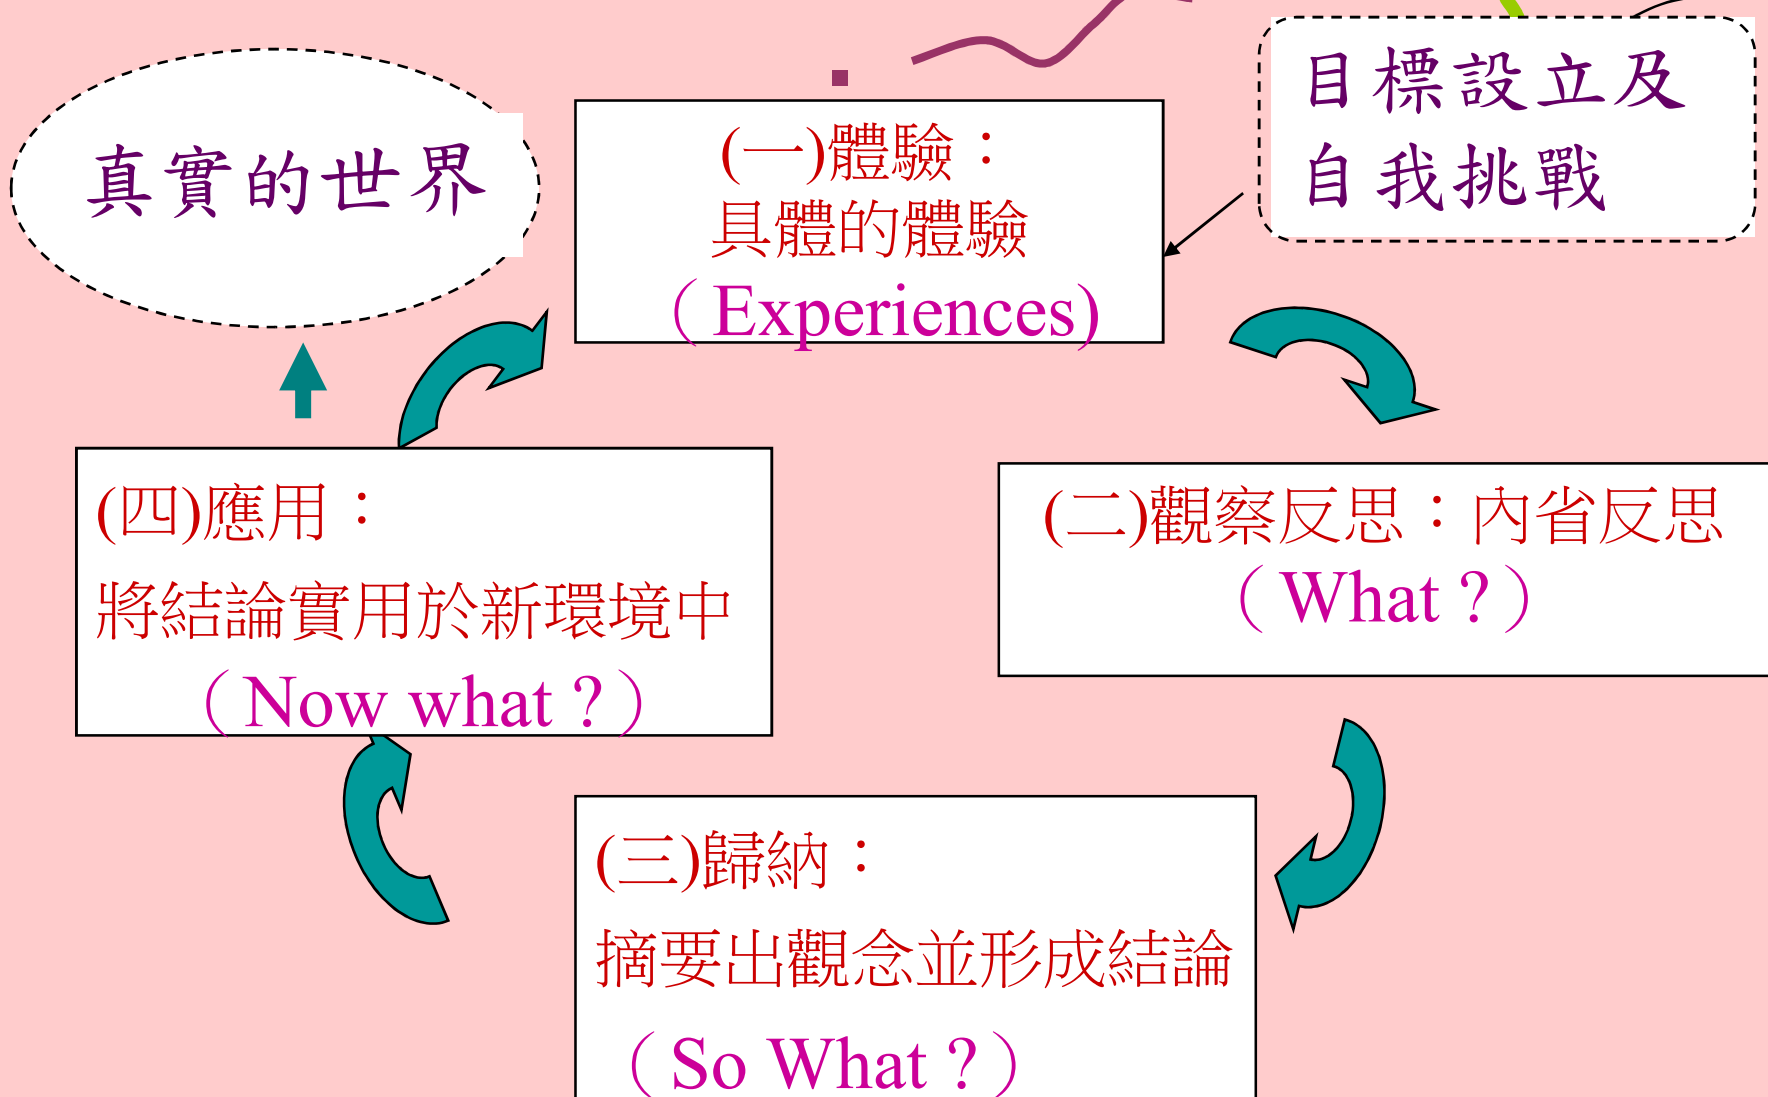 真實的世界
目標設立及
自我挑戰
(一)體驗：
具體的體驗
（Experiences)
(二)觀察反思：內省反思
（What？）
(三)歸納：
摘要出觀念並形成結論
（So What？）
(四)應用：
將結論實用於新環境中
（Now what？）